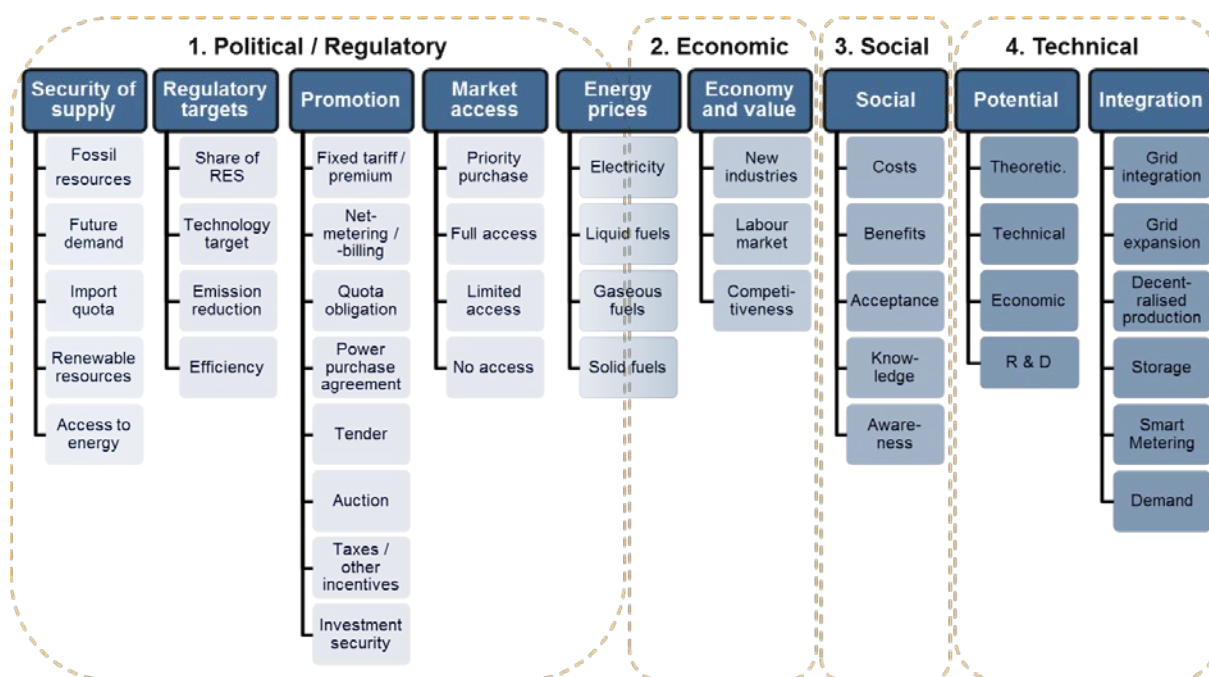 1. Political / Regulatory
2. Economic
3. Social
4. Technical
Security of
supply
Fossil
resources
Future
demand
Import
quota
Renewable
resources
Access to
energy
Regulatory
targets
Share of
RES
Technology
target
Emission
reduction
Efficiency
Promotion
Fixed tariff /
premium
Net-
metering /
-billing
Quota
obligation
Power
purchase
agreement
Tender
Auction
Taxes /
other
incentives
Investment
security
Market
access
Priority
purchase
Full access
Limited
access
No access
Energy
prices
Electricity
Liquid fuels
Gaseous
fuels
Solid fuels
Economy
and value
New
industries
Labour
market
Competi-
tiveness
Social
Costs
Benefits
Acceptance
Know-
ledge
Aware-
ness
Potential
Theoretic.
Technical
Economic
R & D
Integration
Grid
integration
Grid
expansion
Decent-
ralised
production
Storage
Smart
Metering
Demand